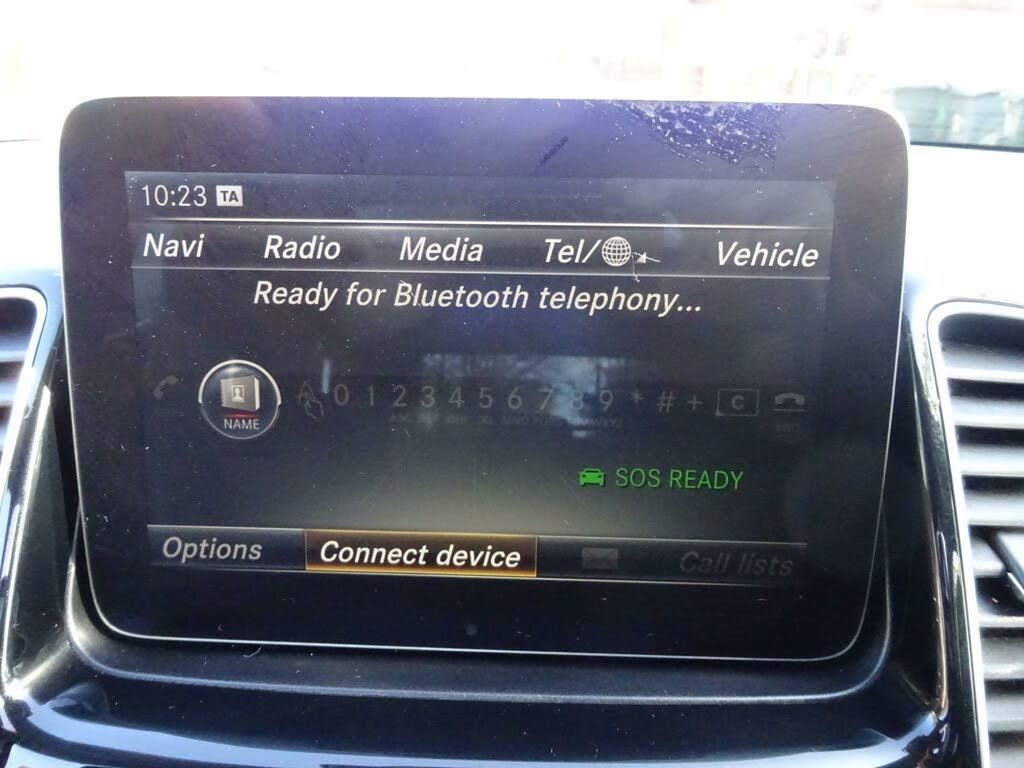 10:23 TA
Navi Radio Media Tel/ Vehicle
Ready for Bluetooth telephony...
NAME 0 1 2 3 4 5 6 7 8 9 * # + C
SOS READY
Options Connect device Call lists